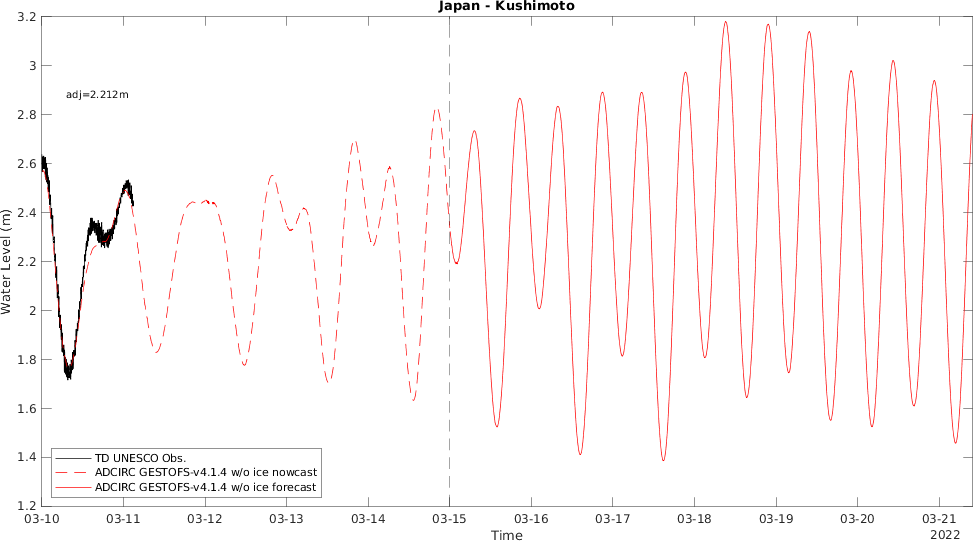 Japan - Kushimoto
3.2
3
2.8
2.6
2.4
2.2
2
1.8
1.6
1.4
1.2
Water Level (m)
adj=2.212m
TD UNESCO Obs.
ADCIRC GESTOFS-v4.1.4 w/o ice nowcast
ADCIRC GESTOFS-v4.1.4 w/o ice forecast
03-10 03-11 03-12 03-13 03-14 03-15 03-16 03-17 03-18 03-19 03-20 03-21
Time
2022